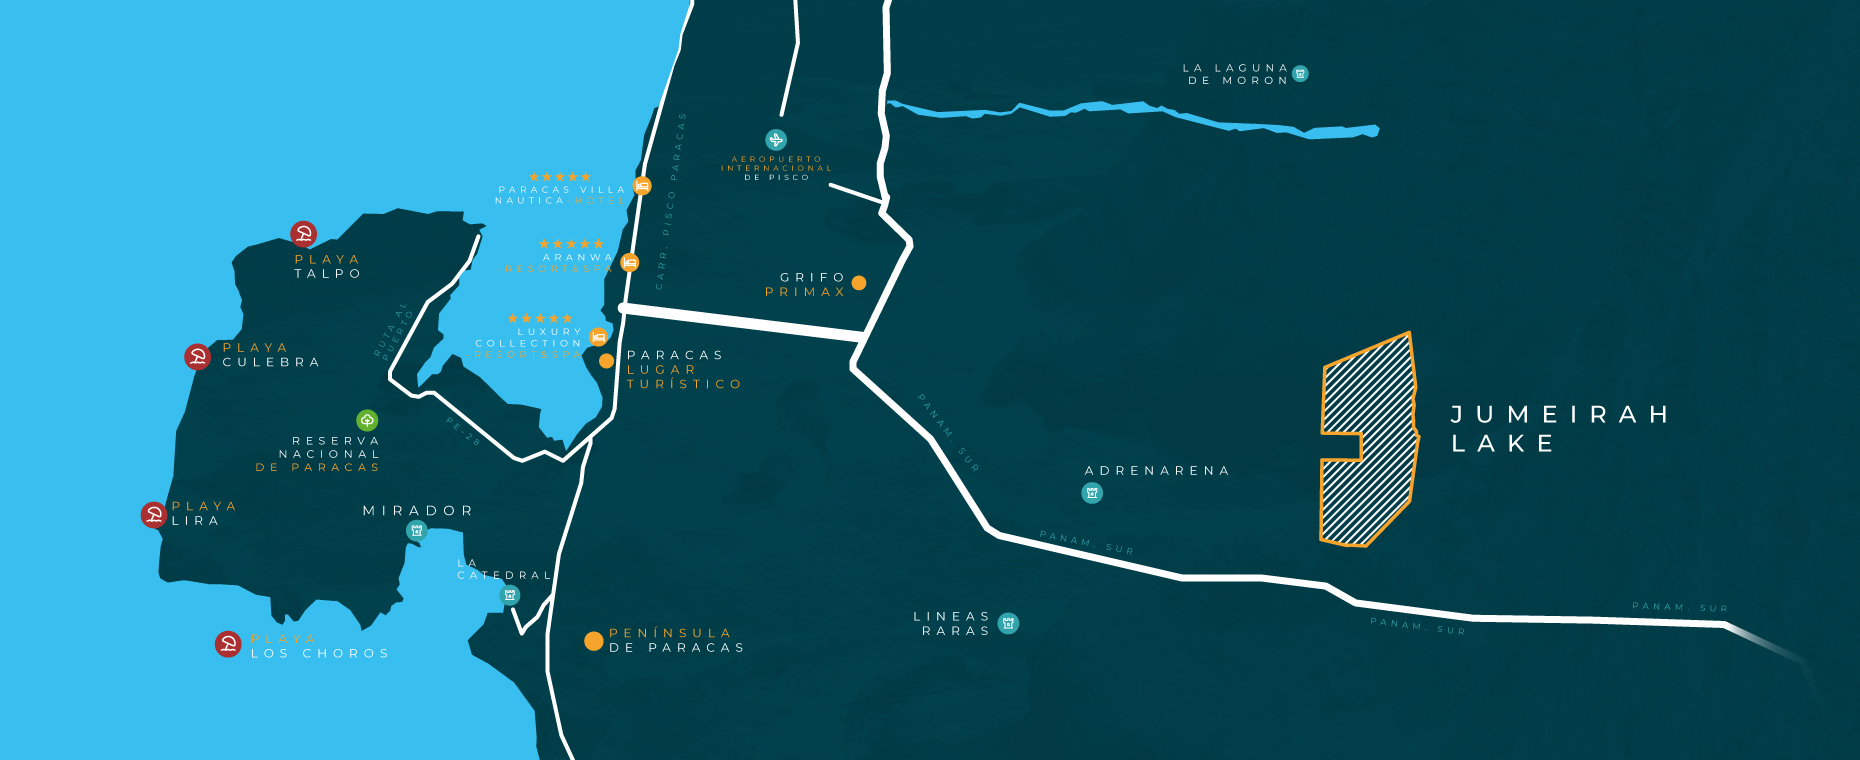 LA LAGUNA
DE MORON
CARR. PISCO PARACAS
AEROPUERTO
INTERNACIONAL
DE PISCO
PARACAS VILLA
NAUTICA HOTEL
ARANWA
RESORT&SPA
PLAYA
TALPO
GRIFO
PRIMAX
RUTA AL
PUERTO
LUXURY
COLLECTION
RESORT&SPA
PLAYA
CULEBRA
PARACAS
LUGAR
TURÍSTICO
JUMEIRAH
LAKE
PE-28
PANAM. SUR
RESERVA
NACIONAL
DE PARACAS
ADRENARENA
PLAYA
LIRA
MIRADOR
PANAM. SUR
LA
CATEDRAL
LINEAS
RARAS
PANAM. SUR
PANAM. SUR
PLAYA
LOS CHOROS
PENÍNSULA
DE PARACAS